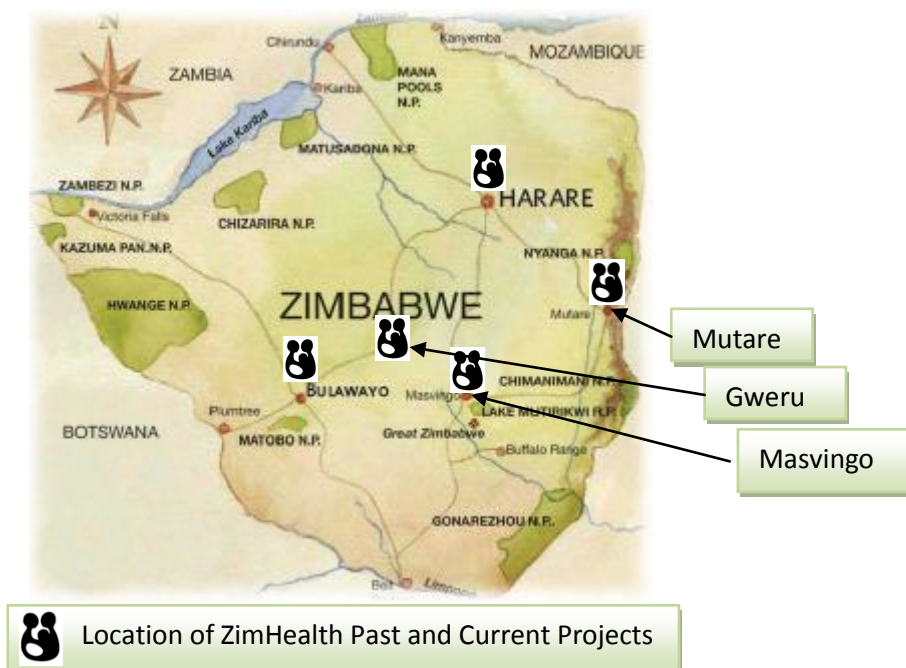 N
Zambezi
Kanyemba
Chirundu
MOZAMBIQUE
ZAMBIA
MANA
POOLS
N.P.
Kariba
Lake Kariba
MATUSADONA N.P.
ZAMBEZI N.P.
HARARE
Victoria Falls
CHIZARIRA N.P.
KAZUMA PAN.N.P.
NYANGA N.P.
HWANGE N.P.
ZIMBABWE
Mutare
Mutare
Gweru
BULAWAYO
Masvingo
CHIMANIMANI N.P.
Plumtree
LAKE MUTIRIKWI R.P.
BOTSWANA
MATOBO N.P.
Great Zimbabwe
Buffalo Range
Masvingo
GONAREZHOU N.P.
Beit
Location of ZimHealth Past and Current Projects